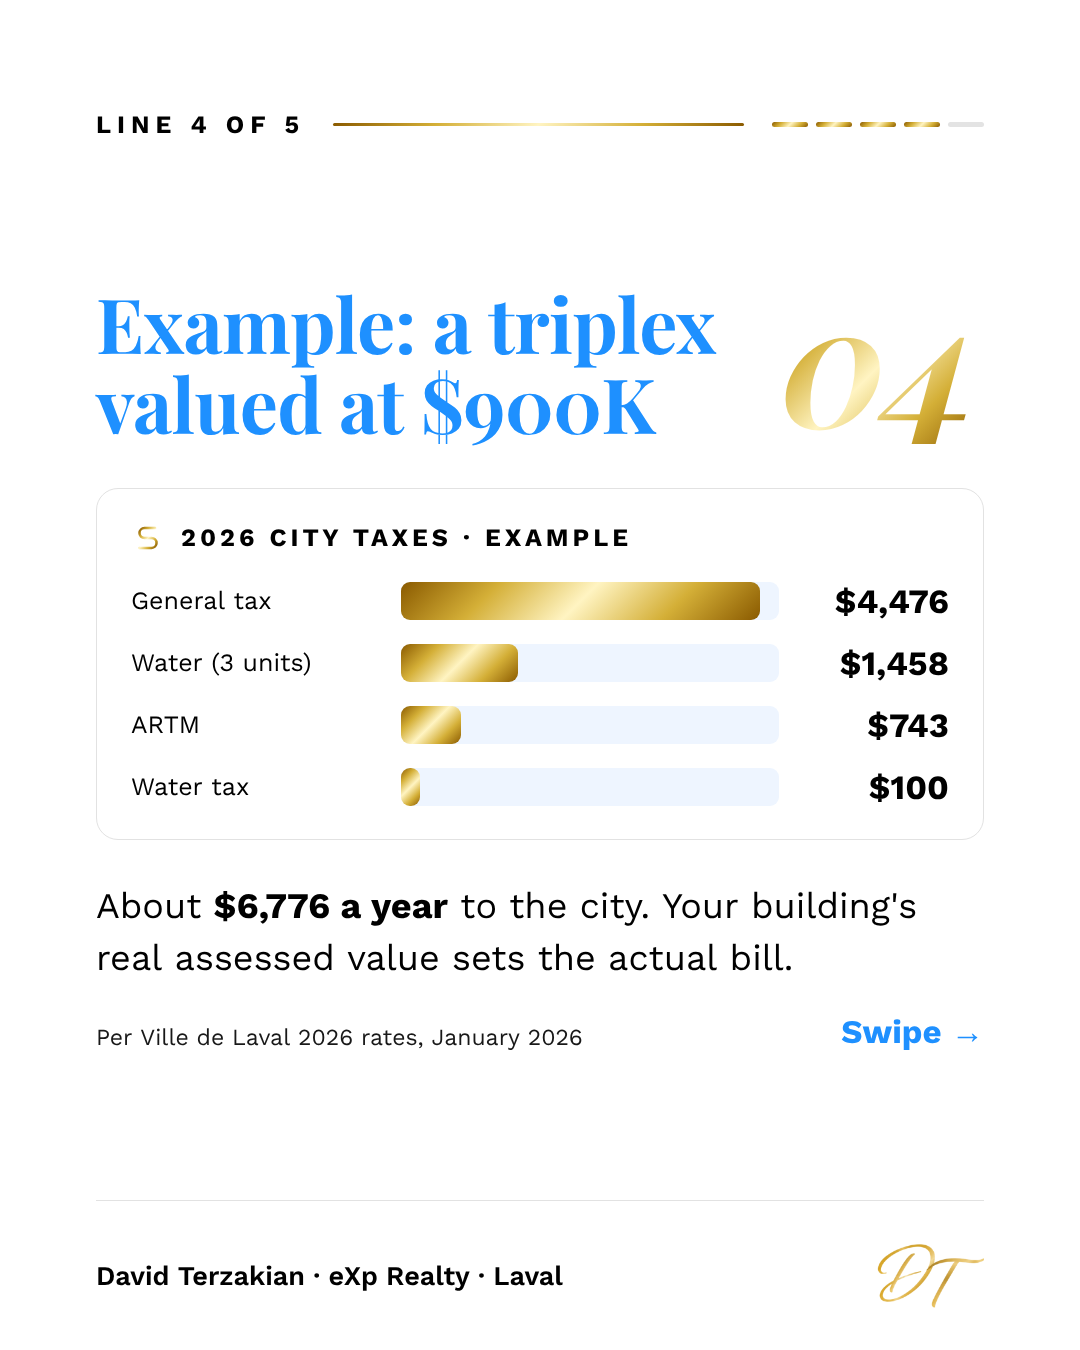 LINE 4 OF 5
Example: a triplex
valued at $900K
04
2026 CITY TAXES · EXAMPLE
General tax $4,476
Water (3 units) $1,458
ARTM $743
Water tax $100
About $6,776 a year to the city. Your building's
real assessed value sets the actual bill.
Per Ville de Laval 2026 rates, January 2026
Swipe →
David Terzakian · eXp Realty · Laval
DT